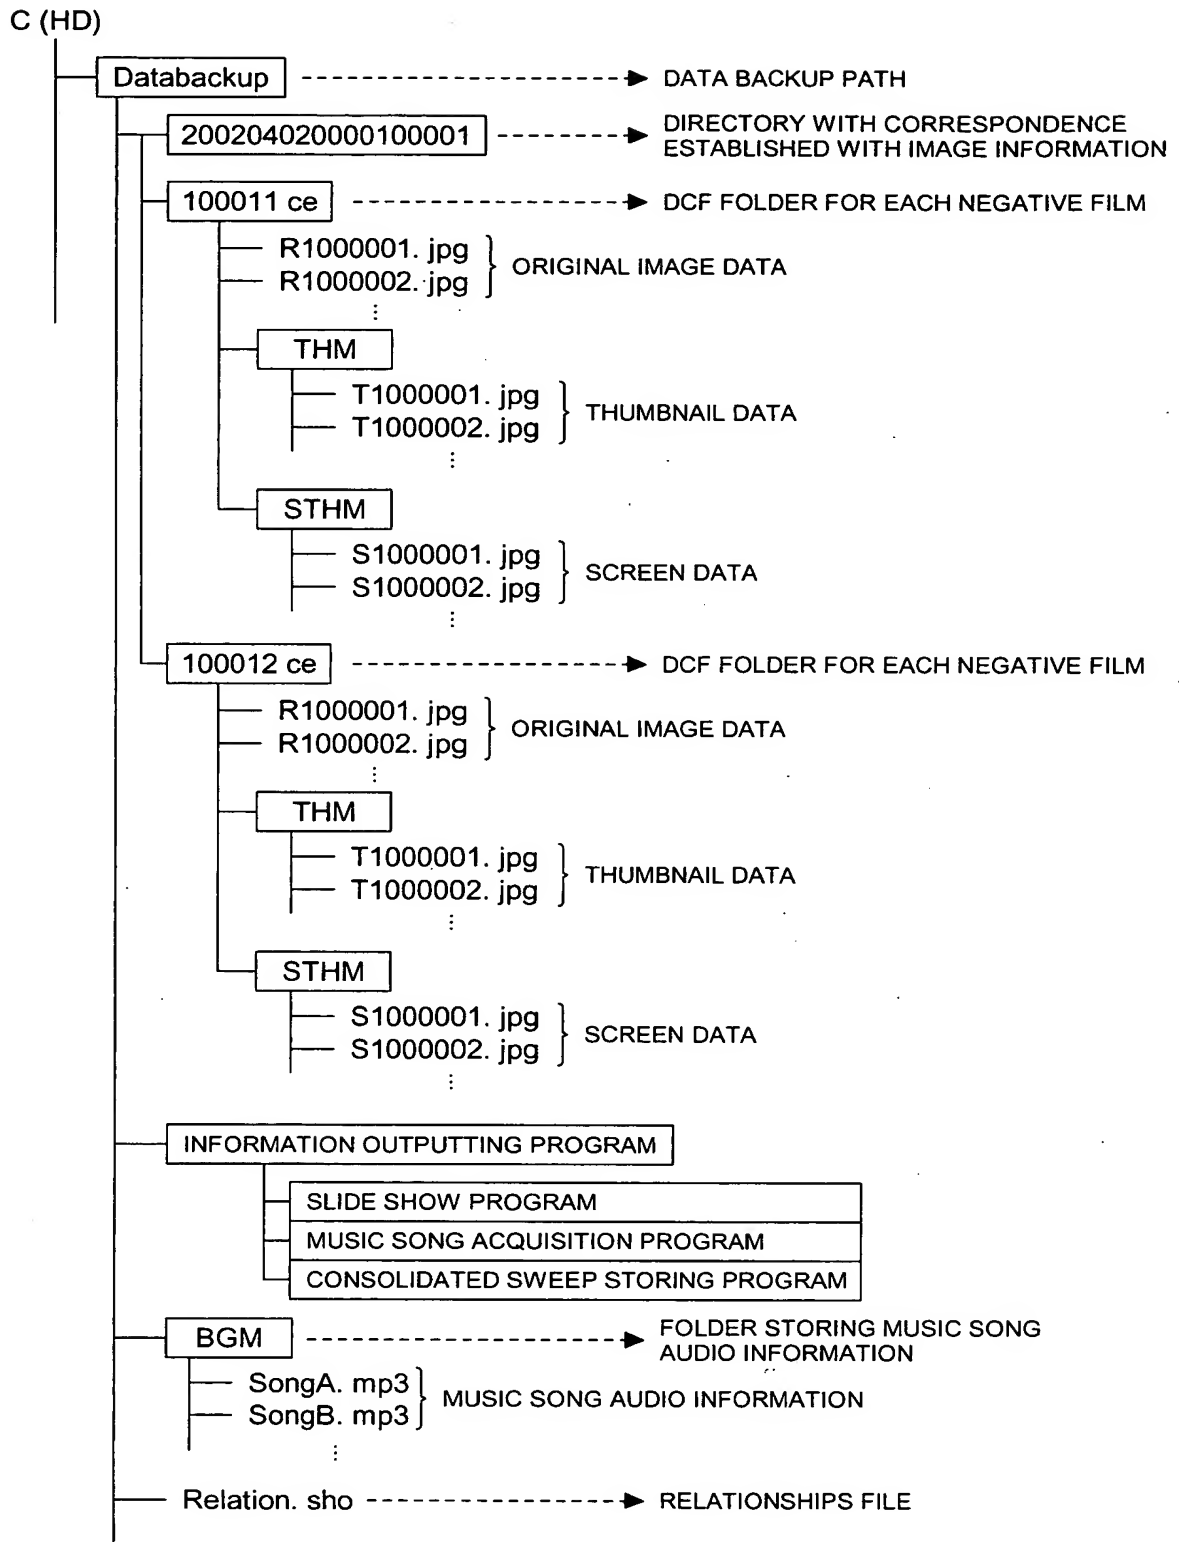 C (HD)
Databackup
DATA BACKUP PATH
200204020000100001
DIRECTORY WITH CORRESPONDENCE
ESTABLISHED WITH IMAGE INFORMATION
100011 ce
DCF FOLDER FOR EACH NEGATIVE FILM
R1000001. jpg
R1000002. jpg
ORIGINAL IMAGE DATA
THM
T1000001. jpg
T1000002. jpg
THUMBNAIL DATA
STHM
S1000001. jpg
S1000002. jpg
SCREEN DATA
100012 ce
DCF FOLDER FOR EACH NEGATIVE FILM
R1000001. jpg
R1000002. jpg
ORIGINAL IMAGE DATA
THM
T1000001. jpg
T1000002. jpg
THUMBNAIL DATA
STHM
S1000001. jpg
S1000002. jpg
SCREEN DATA
INFORMATION OUTPUTTING PROGRAM
SLIDE SHOW PROGRAM
MUSIC SONG ACQUISITION PROGRAM
CONSOLIDATED SWEEP STORING PROGRAM
BGM
FOLDER STORING MUSIC SONG
AUDIO INFORMATION
SongA. mp3
SongB. mp3
MUSIC SONG AUDIO INFORMATION
Relation. sho
RELATIONSHIPS FILE